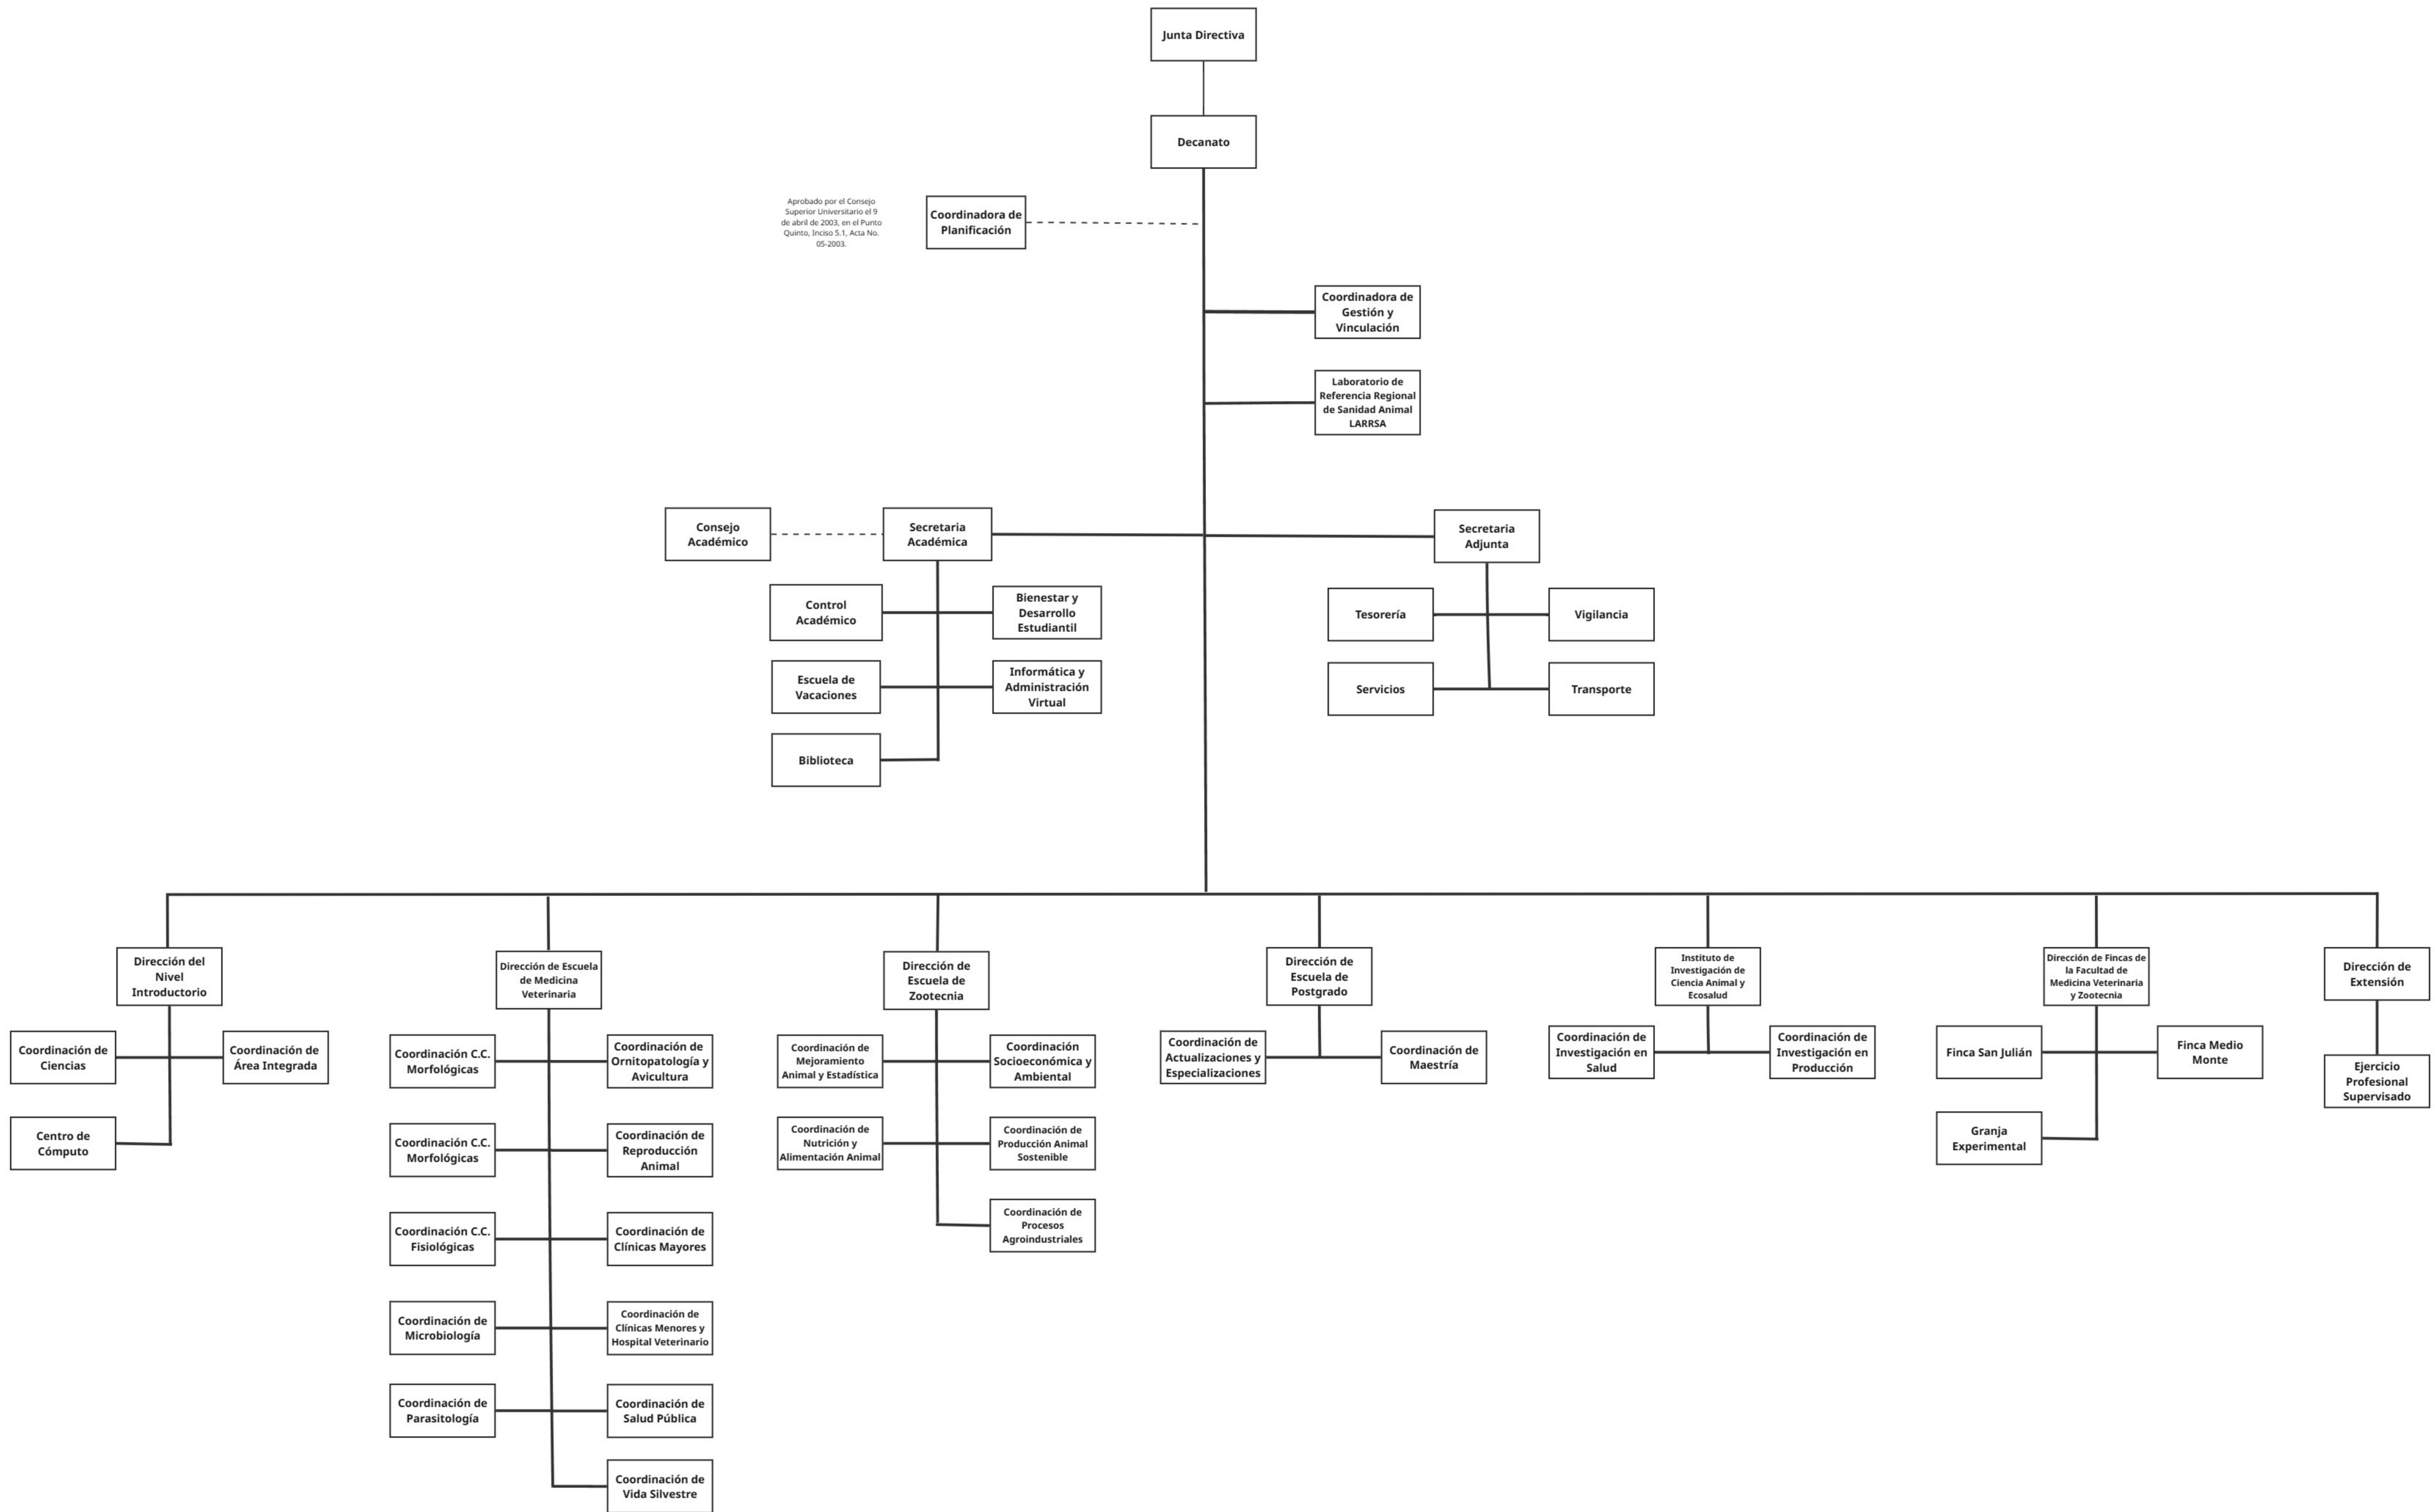 Junta Directiva
Decanato
Aprobado por el Consejo
Superior Universitario el 9
de abril de 2003, en el Punto
Quinto, Inciso 5.1, Acta No.
05-2003.
Coordinadora de
Planificación
Coordinadora de
Gestión y
Vinculación
Laboratorio de
Referencia Regional
de Sanidad Animal
LARRSA
Consejo
Académico
Secretaria
Académica
Secretaria
Adjunta
Control
Académico
Bienestar y
Desarrollo
Estudiantil
Tesorería
Vigilancia
Escuela de
Vacaciones
Informática y
Administración
Virtual
Servicios
Transporte
Biblioteca
Dirección del
Nivel
Introductorio
Dirección de Escuela
de Medicina
Veterinaria
Dirección de
Escuela de
Zootecnia
Dirección de
Escuela de
Postgrado
Instituto de
Investigación de
Ciencia Animal y
Ecosalud
Dirección de Fincas de
la Facultad de
Medicina Veterinaria
y Zootecnia
Dirección de
Extensión
Coordinación de
Ciencias
Coordinación de
Área Integrada
Coordinación C.C.
Morfológicas
Coordinación de
Ornitopatología y
Avicultura
Coordinación de
Mejoramiento
Animal y Estadística
Coordinación
Socioeconómica y
Ambiental
Coordinación de
Actualizaciones y
Especializaciones
Coordinación de
Maestría
Coordinación de
Investigación en
Salud
Coordinación de
Investigación en
Producción
Finca San Julián
Finca Medio
Monte
Ejercicio
Profesional
Supervisado
Centro de
Cómputo
Coordinación C.C.
Morfológicas
Coordinación de
Reproducción
Animal
Coordinación de
Nutrición y
Alimentación Animal
Coordinación de
Producción Animal
Sostenible
Granja
Experimental
Coordinación C.C.
Fisiológicas
Coordinación de
Clínicas Mayores
Coordinación de
Procesos
Agroindustriales
Coordinación de
Microbiología
Coordinación de
Clínicas Menores y
Hospital Veterinario
Coordinación de
Parasitología
Coordinación de
Salud Pública
Coordinación de
Vida Silvestre